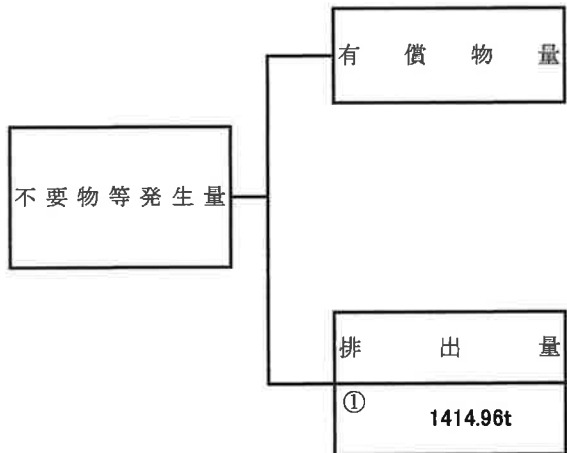 有償物量
不要物等発生量
排出量
①
1414.96t